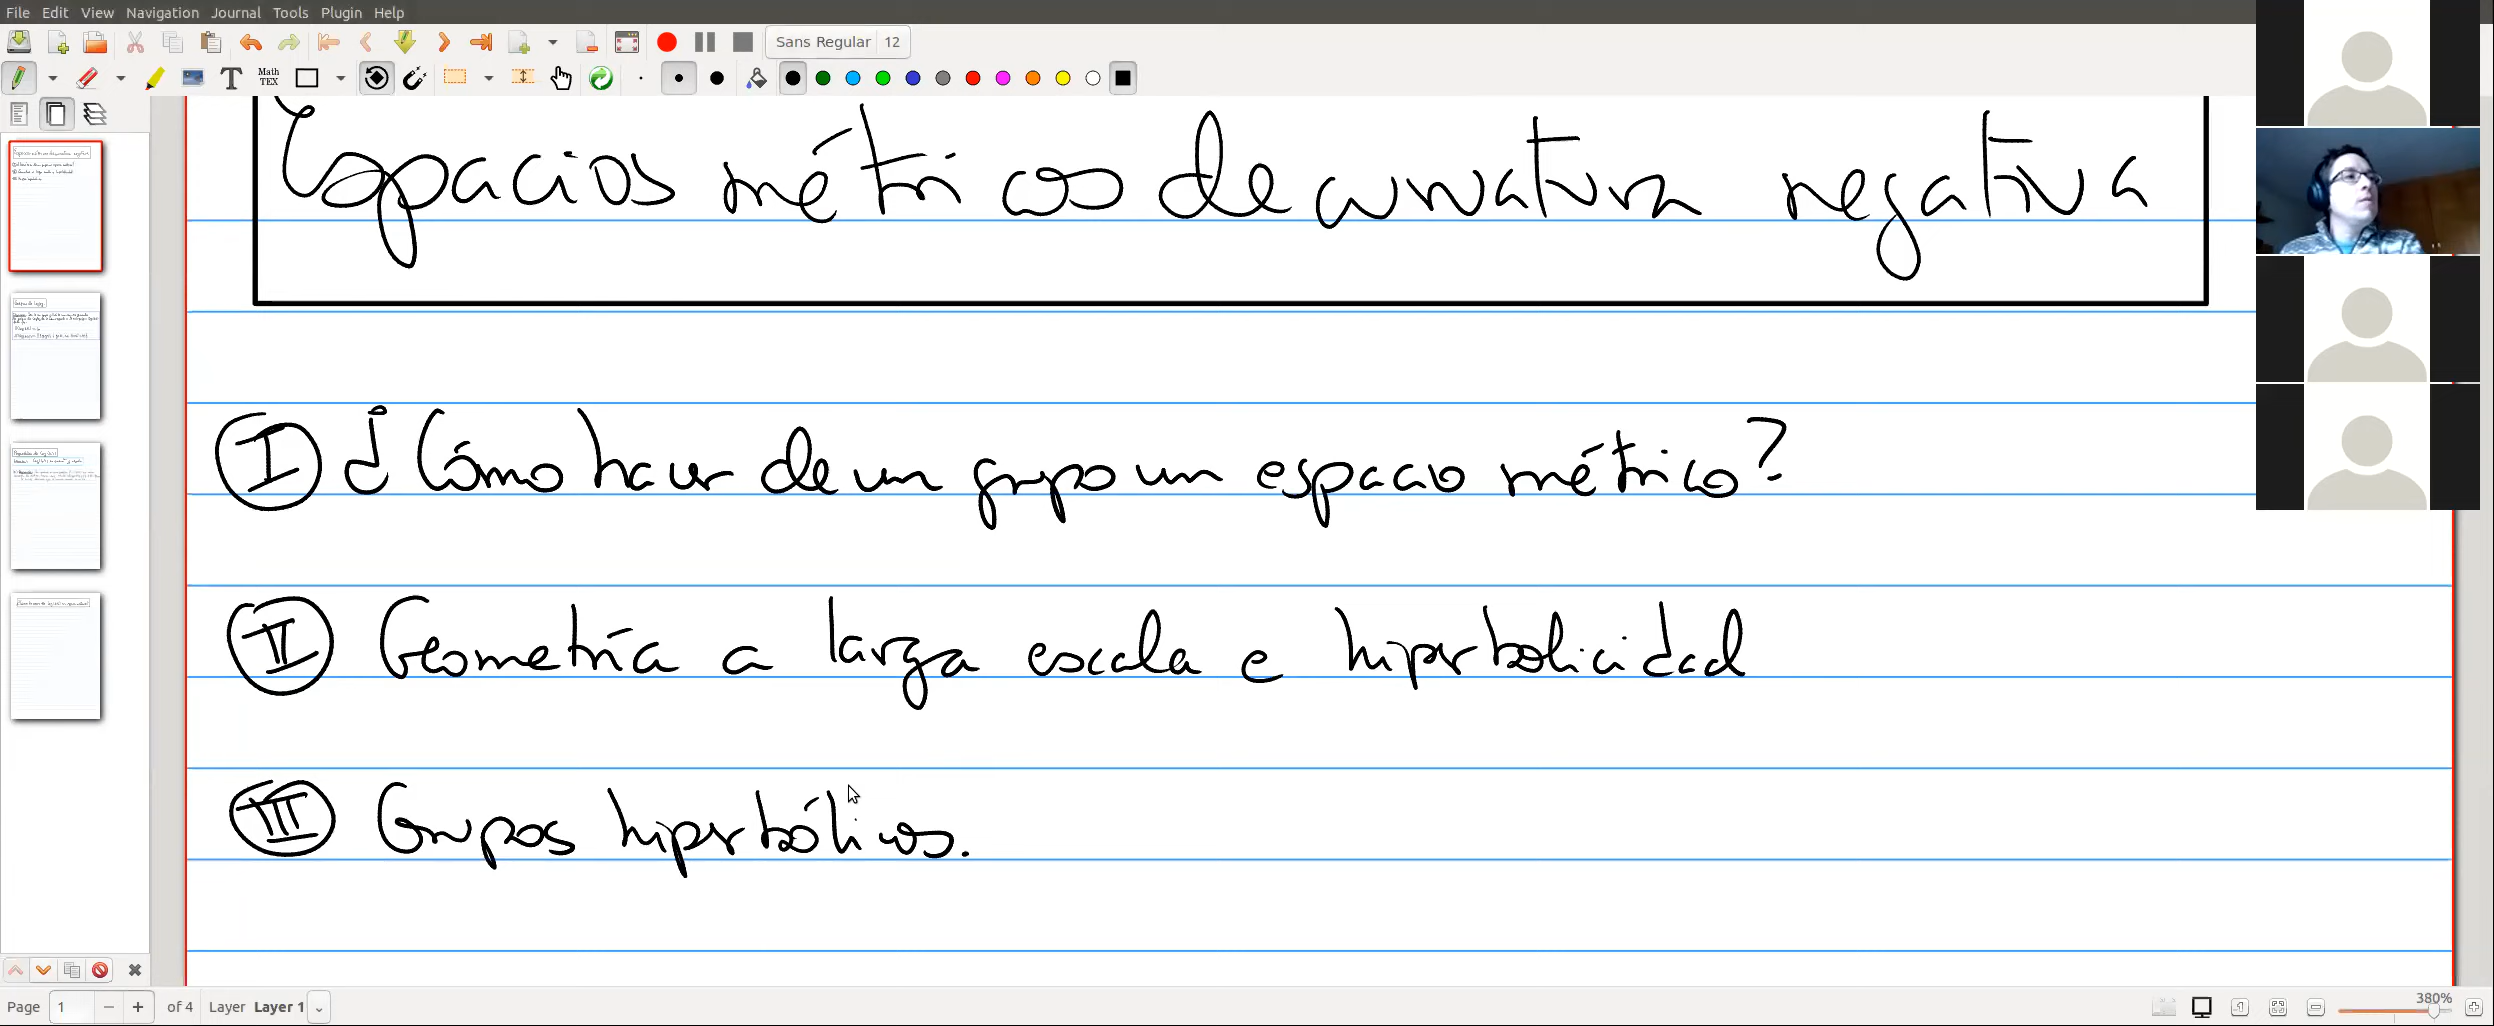 File Edit View Navigation Journal Tools Plugin Help
Sans Regular 12
Math TEX
Espacios métricos de curvatura negativa
I ¿Cómo hacer de un grupo un espacio métrico?
II Geometría a larga escala e hiperbolicidad
III Grupos hiperbólicos.
Page 1 of 4 Layer Layer 1 380%